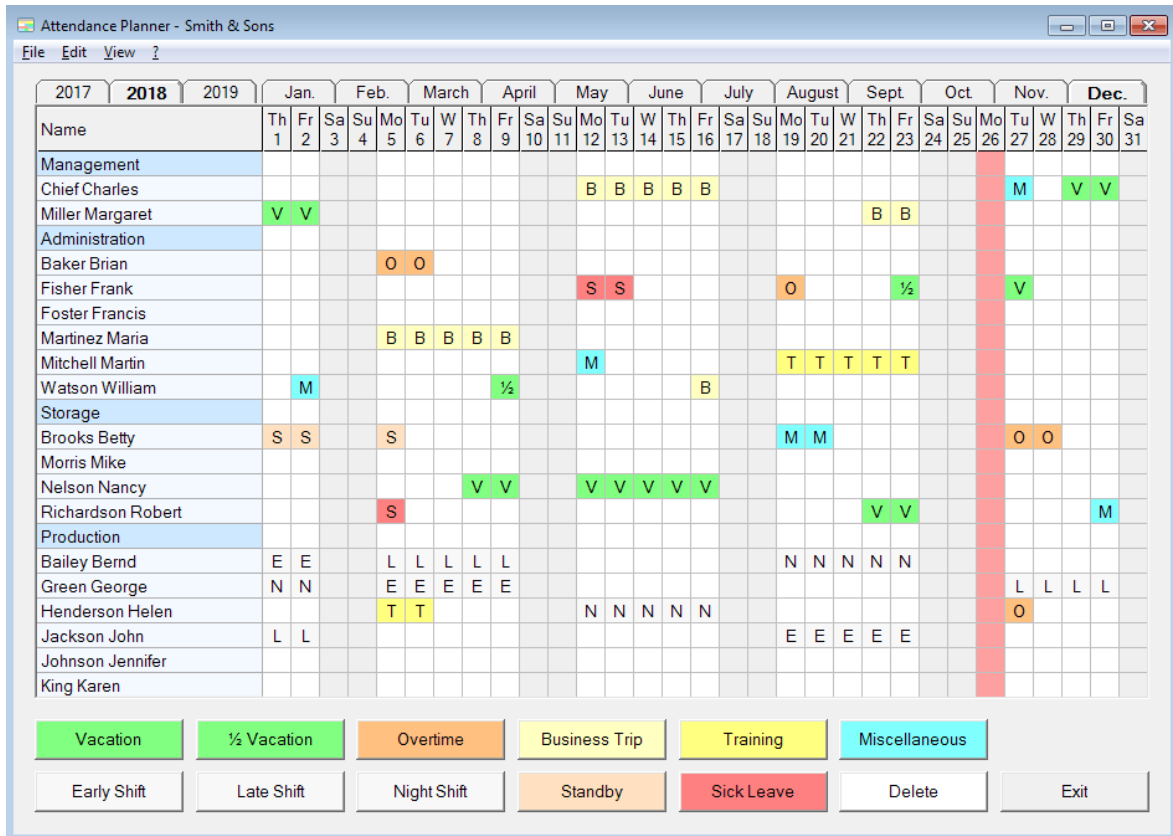 Attendance Planner - Smith & Sons
File Edit View ?
2017 2018 2019 Jan. Feb. March April May June July August Sept. Oct. Nov. Dec.
Name Th Fr Sa Su Mo Tu W Th Fr Sa Su Mo Tu W Th Fr Sa Su Mo Tu W Th Fr Sa Su Mo Tu W Th Fr Sa
1 2 3 4 5 6 7 8 9 10 11 12 13 14 15 16 17 18 19 20 21 22 23 24 25 26 27 28 29 30 31
Management
Chief Charles B B B B B M V V
Miller Margaret V V B B
Administration
Baker Brian O O
Fisher Frank S S O ½ V
Foster Francis
Martinez Maria B B B B B
Mitchell Martin M T T T T T
Watson William M ½ B
Storage
Brooks Betty S S S M M O O
Morris Mike
Nelson Nancy V V V V V V V
Richardson Robert S V V M
Production
Bailey Bernd E E L L L L L N N N N N
Green George N N E E E E E L L L L
Henderson Helen T T N N N N N O
Jackson John L L E E E E E
Johnson Jennifer
King Karen
Vacation ½ Vacation Overtime Business Trip Training Miscellaneous
Early Shift Late Shift Night Shift Standby Sick Leave Delete Exit